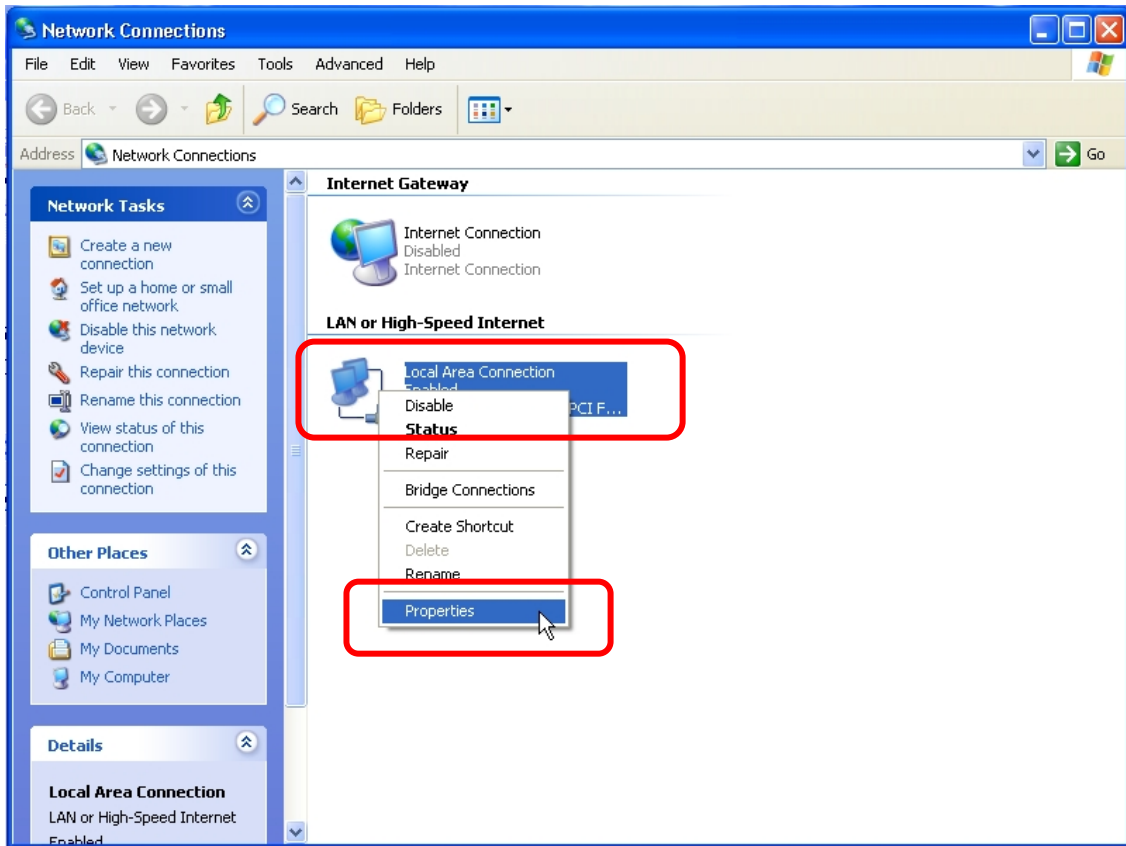 Network Connections
File Edit View Favorites Tools Advanced Help
Back Search Folders
Address Network Connections Go
Network Tasks
Create a new
connection
Set up a home or small
office network
Disable this network
device
Repair this connection
Rename this connection
View status of this
connection
Change settings of this
connection
Other Places
Control Panel
My Network Places
My Documents
My Computer
Details
Local Area Connection
LAN or High-Speed Internet
Enabled
Internet Gateway
Internet Connection
Disabled
Internet Connection
LAN or High-Speed Internet
Local Area Connection
Enabled
PCI F...
Disable
Status
Repair
Bridge Connections
Create Shortcut
Delete
Rename
Properties